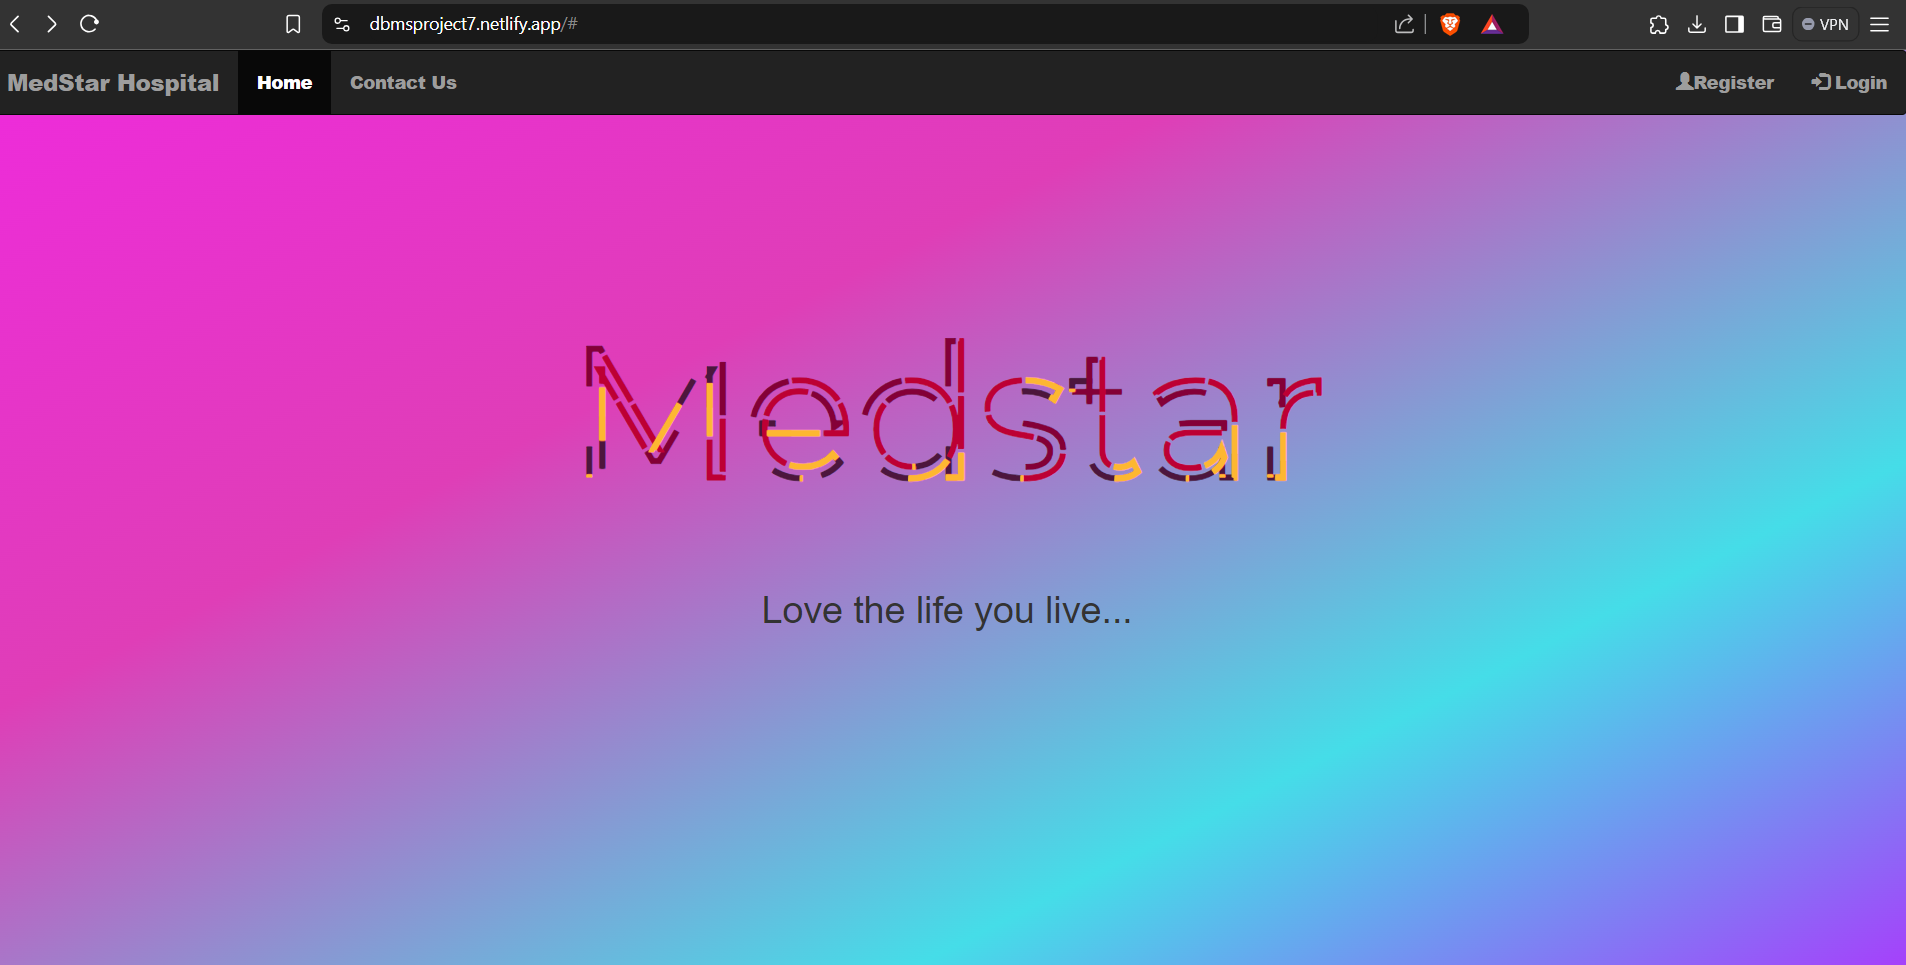 dbmsproject7.netlify.app/#
VPN
MedStar Hospital Home Contact Us Register Login
Medstar
Love the life you live...